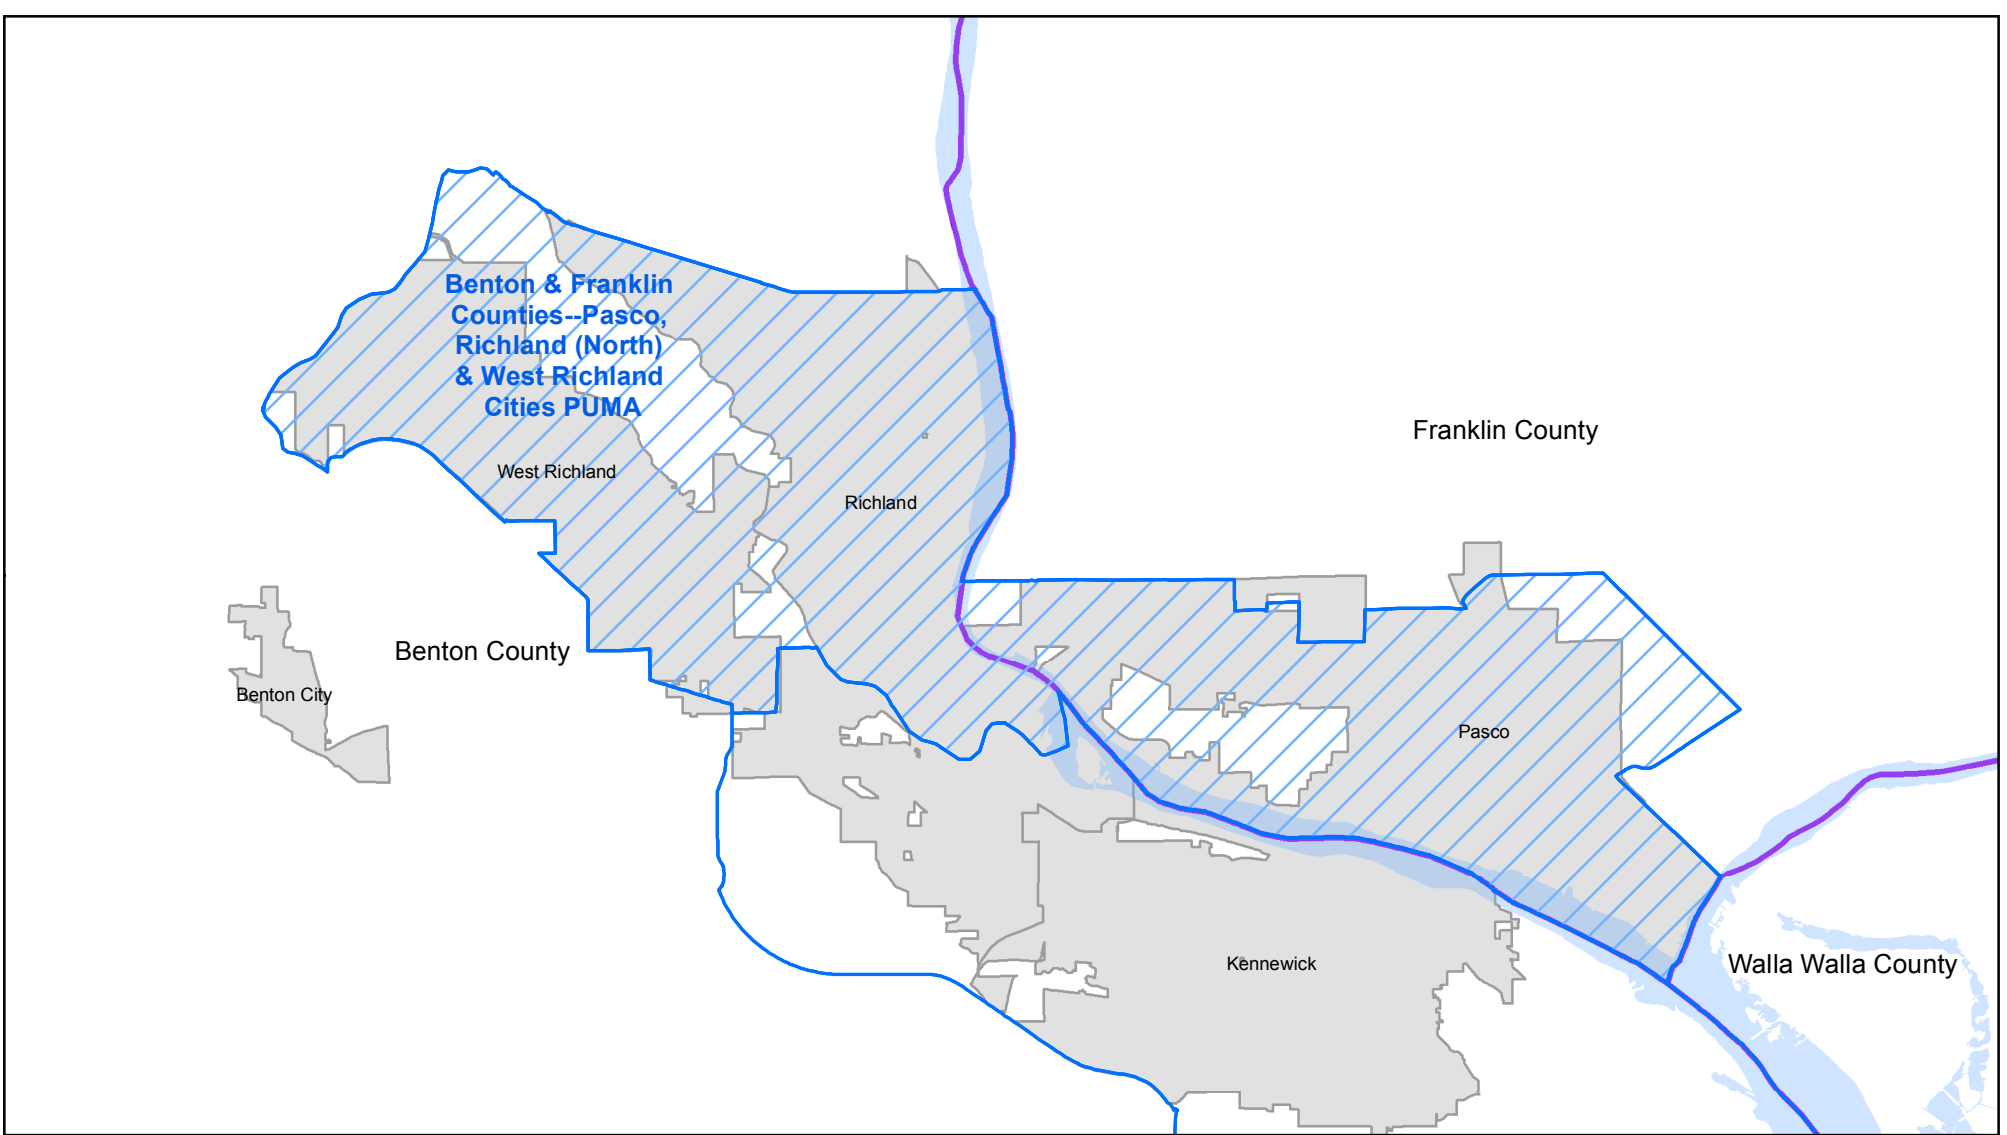 Benton & Franklin
Counties--Pasco,
Richland (North)
& West Richland
Cities PUMA
Franklin County
West Richland
Richland
Benton County
Benton City
Pasco
Kennewick
Walla Walla County